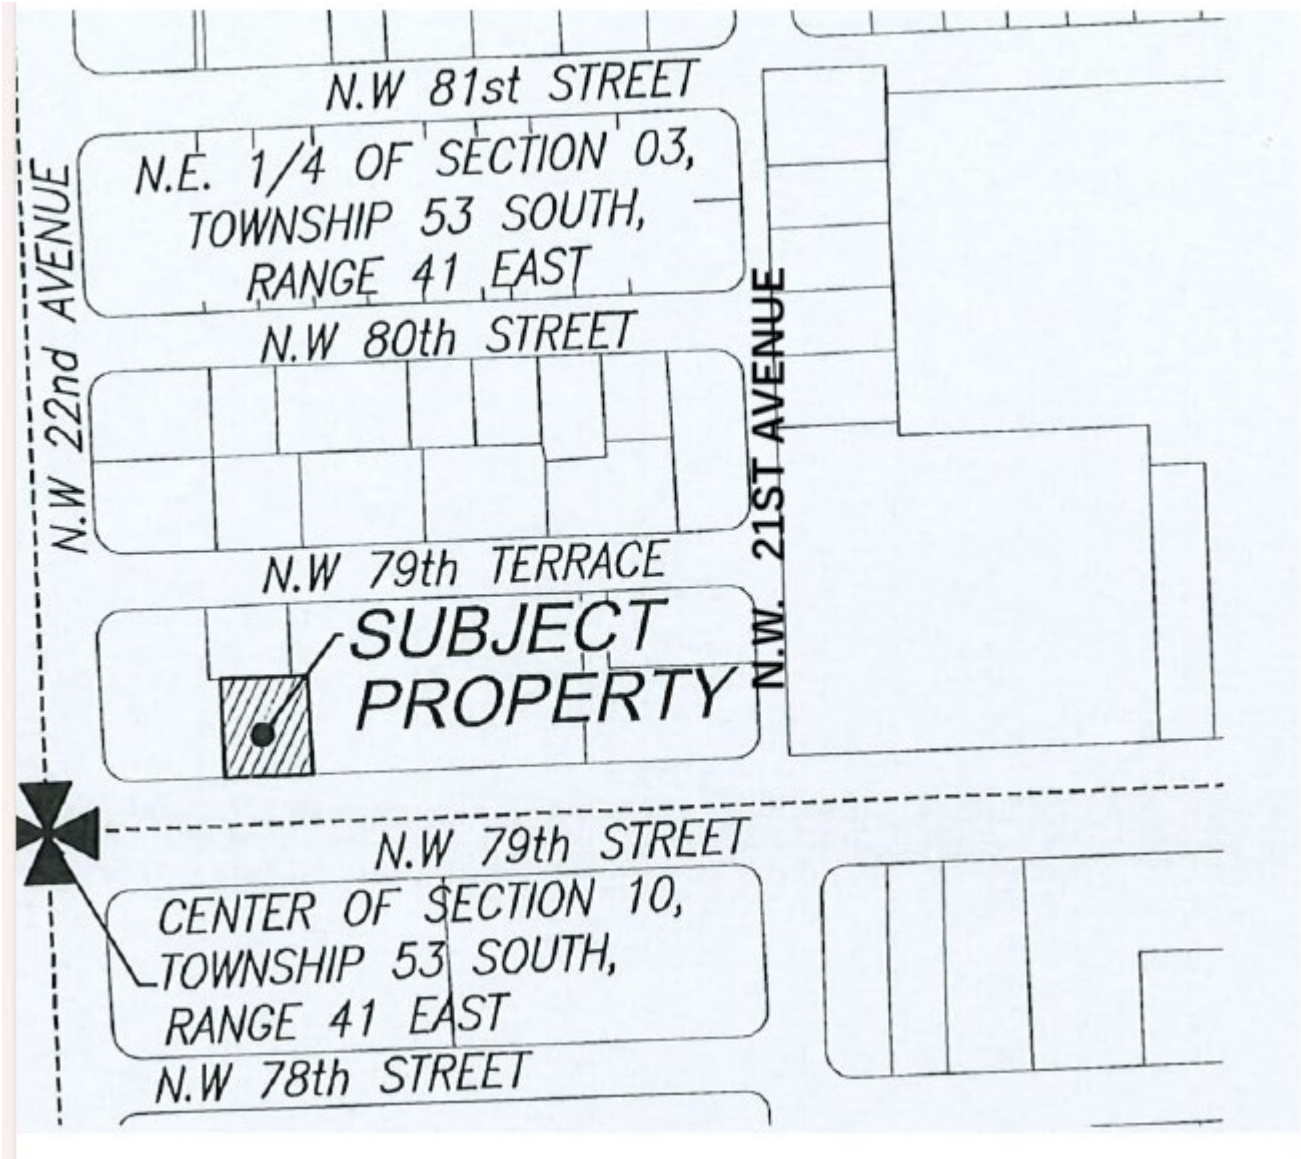 N.W 81st STREET
N.E. 1/4 OF SECTION 03,
TOWNSHIP 53 SOUTH,
RANGE 41 EAST
N.W 22nd AVENUE
N.W 80th STREET
N.W. 21ST AVENUE
N.W 79th TERRACE
SUBJECT
PROPERTY
N.W 79th STREET
CENTER OF SECTION 10,
TOWNSHIP 53 SOUTH,
RANGE 41 EAST
N.W 78th STREET